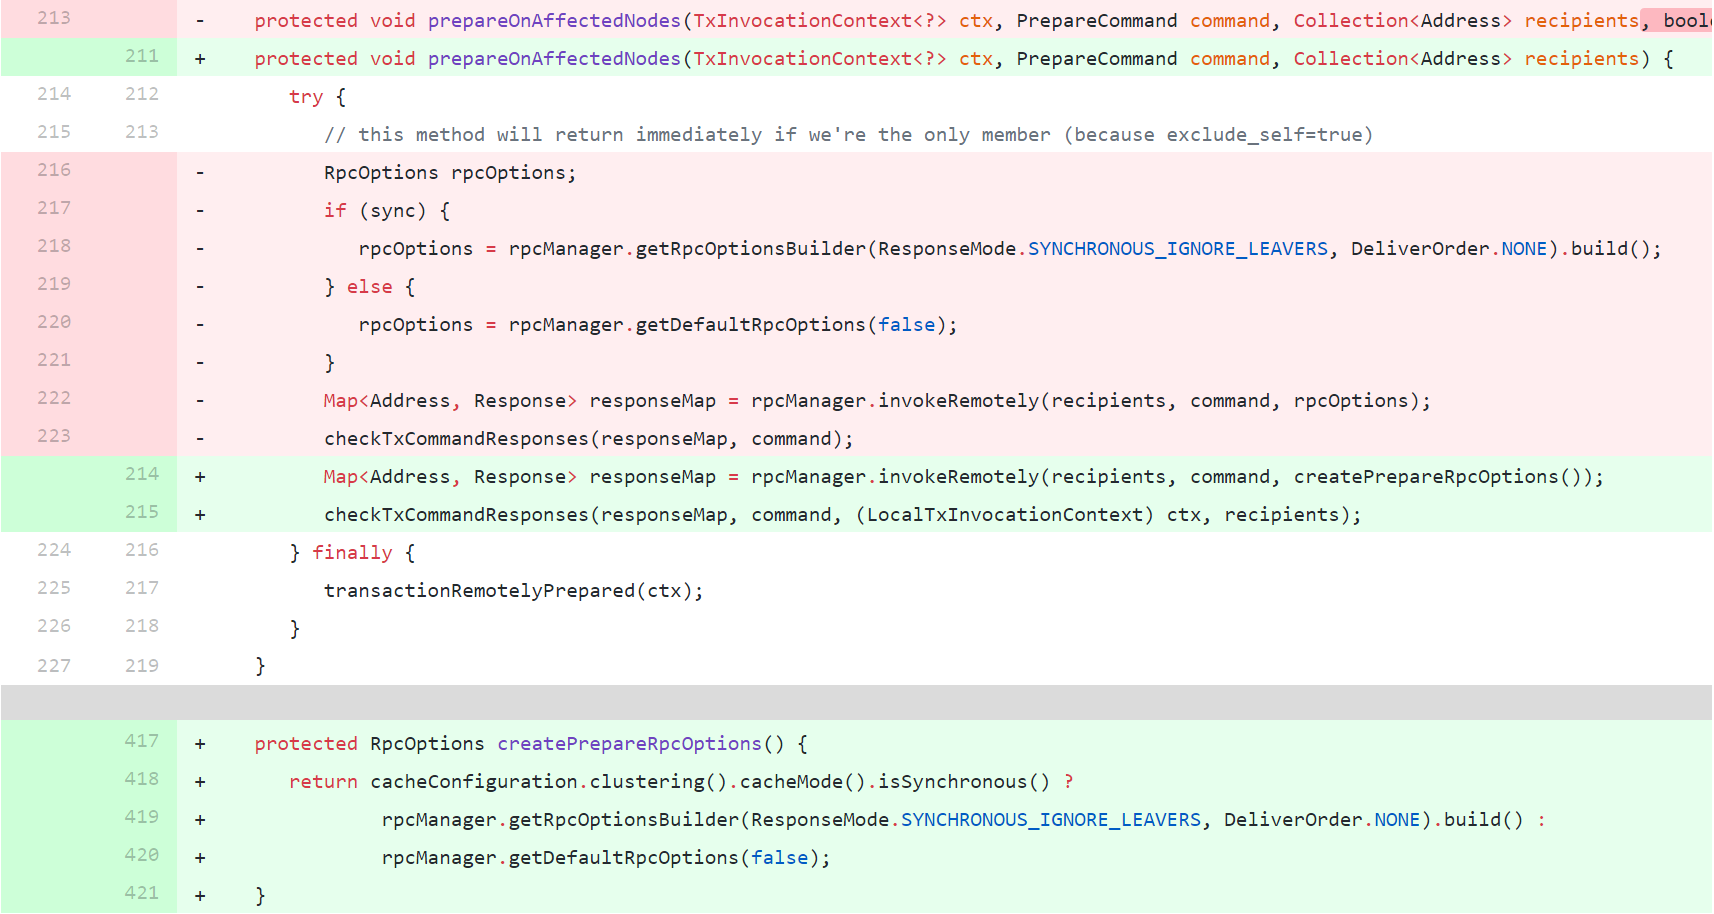 213 - protected void prepareOnAffectedNodes(TxInvocationContext<?> ctx, PrepareCommand command, Collection<Address> recipients,
211 + protected void prepareOnAffectedNodes(TxInvocationContext<?> ctx, PrepareCommand command, Collection<Address> recipients) {
214 212 try {
215 213 // this method will return immediately if we're the only member (because exclude_self=true)
216 - RpcOptions rpcOptions;
217 - if (sync) {
218 - rpcOptions = rpcManager.getRpcOptionsBuilder(ResponseMode.SYNCHRONOUS_IGNORE_LEAVERS, DeliverOrder.NONE).build();
219 - } else {
220 - rpcOptions = rpcManager.getDefaultRpcOptions(false);
221 - }
222 - Map<Address, Response> responseMap = rpcManager.invokeRemotely(recipients, command, rpcOptions);
223 - checkTxCommandResponses(responseMap, command);
214 + Map<Address, Response> responseMap = rpcManager.invokeRemotely(recipients, command, createPrepareRpcOptions());
215 + checkTxCommandResponses(responseMap, command, (LocalTxInvocationContext) ctx, recipients);
224 216 } finally {
225 217 transactionRemotelyPrepared(ctx);
226 218 }
227 219 }
417 + protected RpcOptions createPrepareRpcOptions() {
418 + return cacheConfiguration.clustering().cacheMode().isSynchronous() ?
419 + rpcManager.getRpcOptionsBuilder(ResponseMode.SYNCHRONOUS_IGNORE_LEAVERS, DeliverOrder.NONE).build() :
420 + rpcManager.getDefaultRpcOptions(false);
421 + }